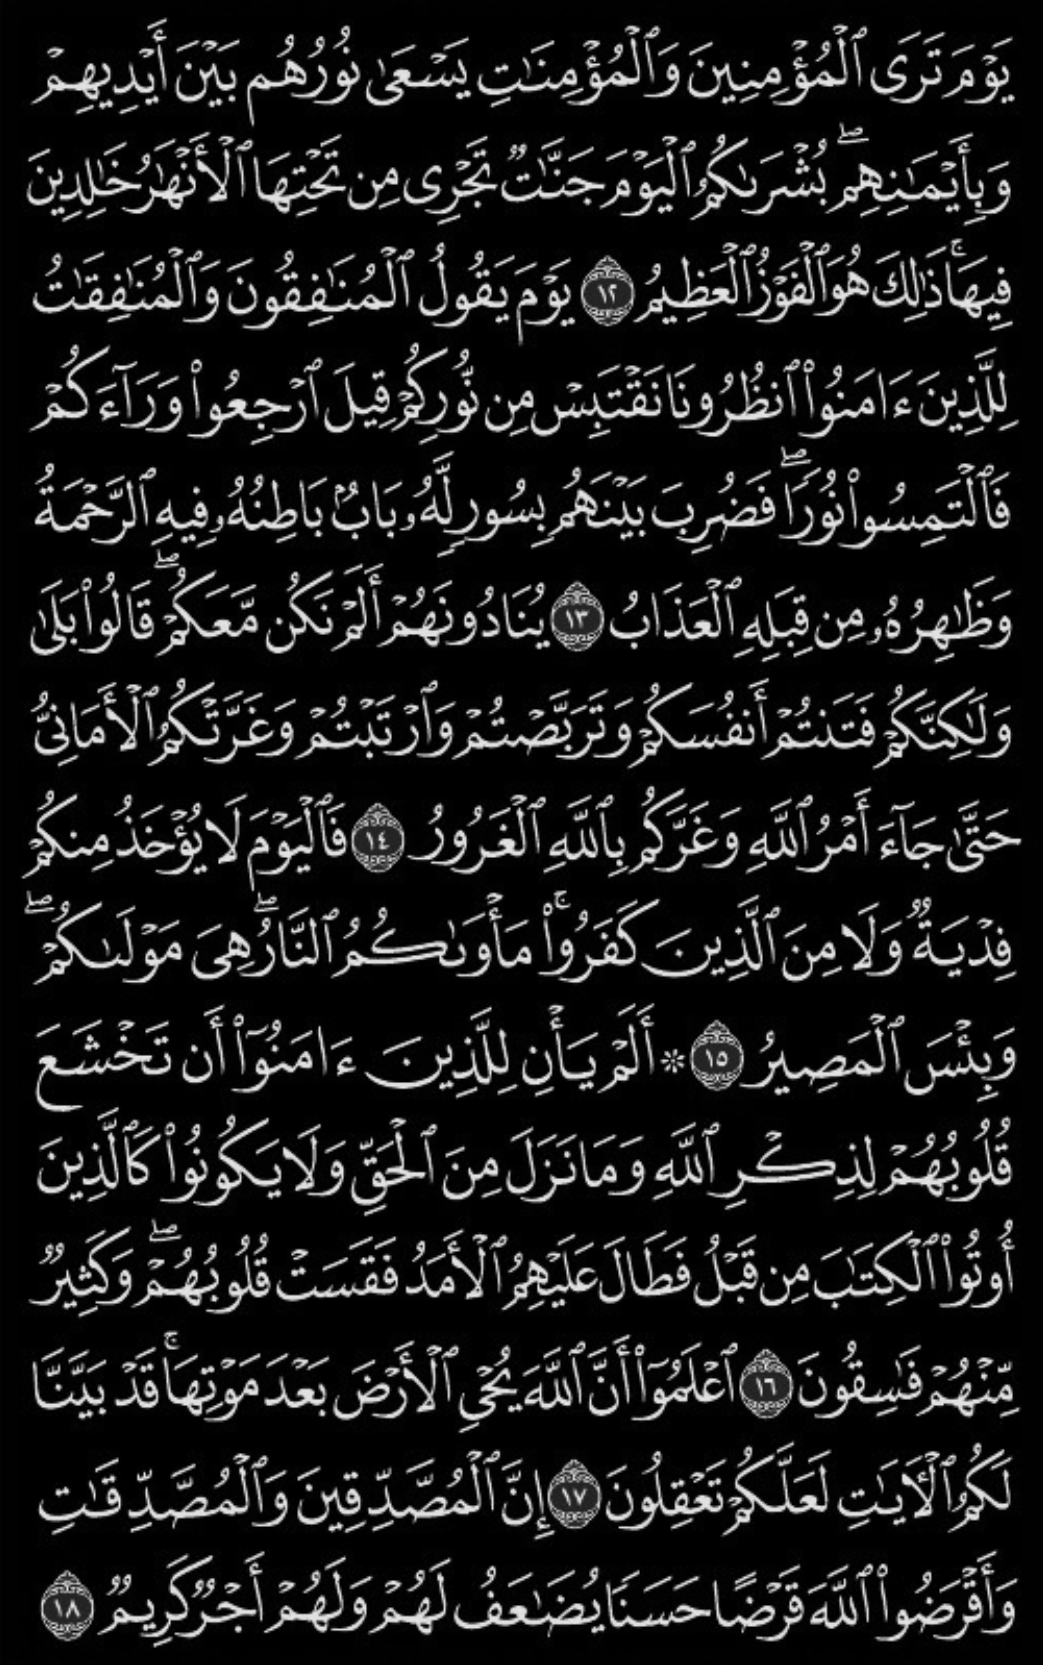 يَوْمَ تَرَى ٱلْمُؤْمِنِينَ وَٱلْمُؤْمِنَٰتِ يَسْعَىٰ نُورُهُم بَيْنَ أَيْدِيهِمْ
وَبِأَيْمَٰنِهِم ۖ بُشْرَىٰكُمُ ٱلْيَوْمَ جَنَّٰتٌ تَجْرِى مِن تَحْتِهَا ٱلْأَنْهَٰرُ خَٰلِدِينَ
فِيهَا ۚ ذَٰلِكَ هُوَ ٱلْفَوْزُ ٱلْعَظِيمُ ١٢ يَوْمَ يَقُولُ ٱلْمُنَٰفِقُونَ وَٱلْمُنَٰفِقَٰتُ
لِلَّذِينَ ءَامَنُوا۟ ٱنظُرُونَا نَقْتَبِسْ مِن نُّورِكُمْ قِيلَ ٱرْجِعُوا۟ وَرَآءَكُمْ
فَٱلْتَمِسُوا۟ نُورًا ۖ فَضُرِبَ بَيْنَهُم بِسُورٍ لَّهُۥ بَابٌۢ بَاطِنُهُۥ فِيهِ ٱلرَّحْمَةُ
وَظَٰهِرُهُۥ مِن قِبَلِهِ ٱلْعَذَابُ ١٣ يُنَادُونَهُمْ أَلَمْ نَكُن مَّعَكُمْ ۖ قَالُوا۟ بَلَىٰ
وَلَٰكِنَّكُمْ فَتَنتُمْ أَنفُسَكُمْ وَتَرَبَّصْتُمْ وَٱرْتَبْتُمْ وَغَرَّتْكُمُ ٱلْأَمَانِىُّ
حَتَّىٰ جَآءَ أَمْرُ ٱللَّهِ وَغَرَّكُم بِٱللَّهِ ٱلْغَرُورُ ١٤ فَٱلْيَوْمَ لَا يُؤْخَذُ مِنكُمْ
فِدْيَةٌ وَلَا مِنَ ٱلَّذِينَ كَفَرُوا۟ ۚ مَأْوَىٰكُمُ ٱلنَّارُ ۖ هِىَ مَوْلَىٰكُمْ ۖ
وَبِئْسَ ٱلْمَصِيرُ ١٥ ۞ أَلَمْ يَأْنِ لِلَّذِينَ ءَامَنُوٓا۟ أَن تَخْشَعَ
قُلُوبُهُمْ لِذِكْرِ ٱللَّهِ وَمَا نَزَلَ مِنَ ٱلْحَقِّ وَلَا يَكُونُوا۟ كَٱلَّذِينَ
أُوتُوا۟ ٱلْكِتَٰبَ مِن قَبْلُ فَطَالَ عَلَيْهِمُ ٱلْأَمَدُ فَقَسَتْ قُلُوبُهُمْ ۖ وَكَثِيرٌ
مِّنْهُمْ فَٰسِقُونَ ١٦ ٱعْلَمُوٓا۟ أَنَّ ٱللَّهَ يُحْىِ ٱلْأَرْضَ بَعْدَ مَوْتِهَا ۚ قَدْ بَيَّنَّا
لَكُمُ ٱلْءَايَٰتِ لَعَلَّكُمْ تَعْقِلُونَ ١٧ إِنَّ ٱلْمُصَّدِّقِينَ وَٱلْمُصَّدِّقَٰتِ
وَأَقْرَضُوا۟ ٱللَّهَ قَرْضًا حَسَنًا يُضَٰعَفُ لَهُمْ وَلَهُمْ أَجْرٌ كَرِيمٌ ١٨